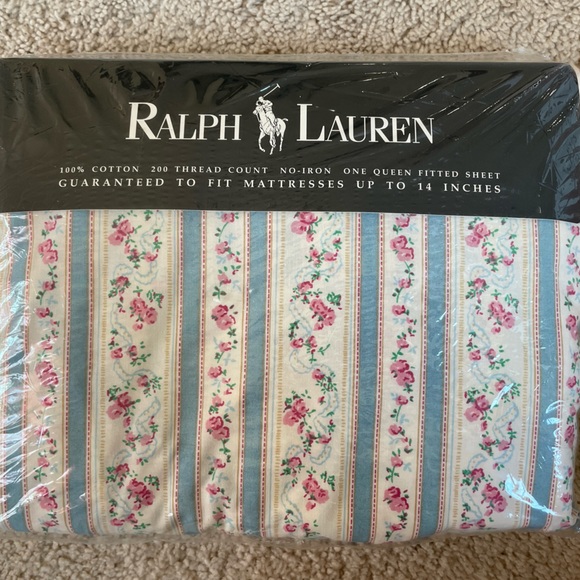 RALPH LAUREN
100% COTTON 200 THREAD COUNT NO-IRON ONE QUEEN FITTED SHEET
GUARANTEED TO FIT MATTRESSES UP TO 14 INCHES